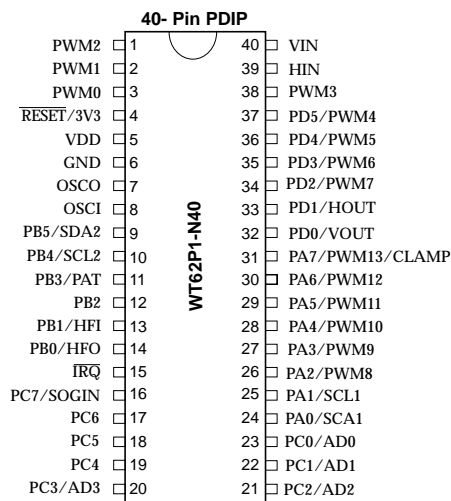 40- Pin PDIP
PWM2 1 40 VIN
PWM1 2 39 HIN
PWM0 3 38 PWM3
RESET/3V3 4 37 PD5/PWM4
VDD 5 36 PD4/PWM5
GND 6 35 PD3/PWM6
OSCO 7 34 PD2/PWM7
OSCI 8 33 PD1/HOUT
PB5/SDA2 9 32 PD0/VOUT
PB4/SCL2 10 31 PA7/PWM13/CLAMP
PB3/PAT 11 30 PA6/PWM12
PB2 12 29 PA5/PWM11
PB1/HFI 13 28 PA4/PWM10
PB0/HFO 14 27 PA3/PWM9
IRQ 15 26 PA2/PWM8
PC7/SOGIN 16 25 PA1/SCL1
PC6 17 24 PA0/SCA1
PC5 18 23 PC0/AD0
PC4 19 22 PC1/AD1
PC3/AD3 20 21 PC2/AD2
WT62P1-N40